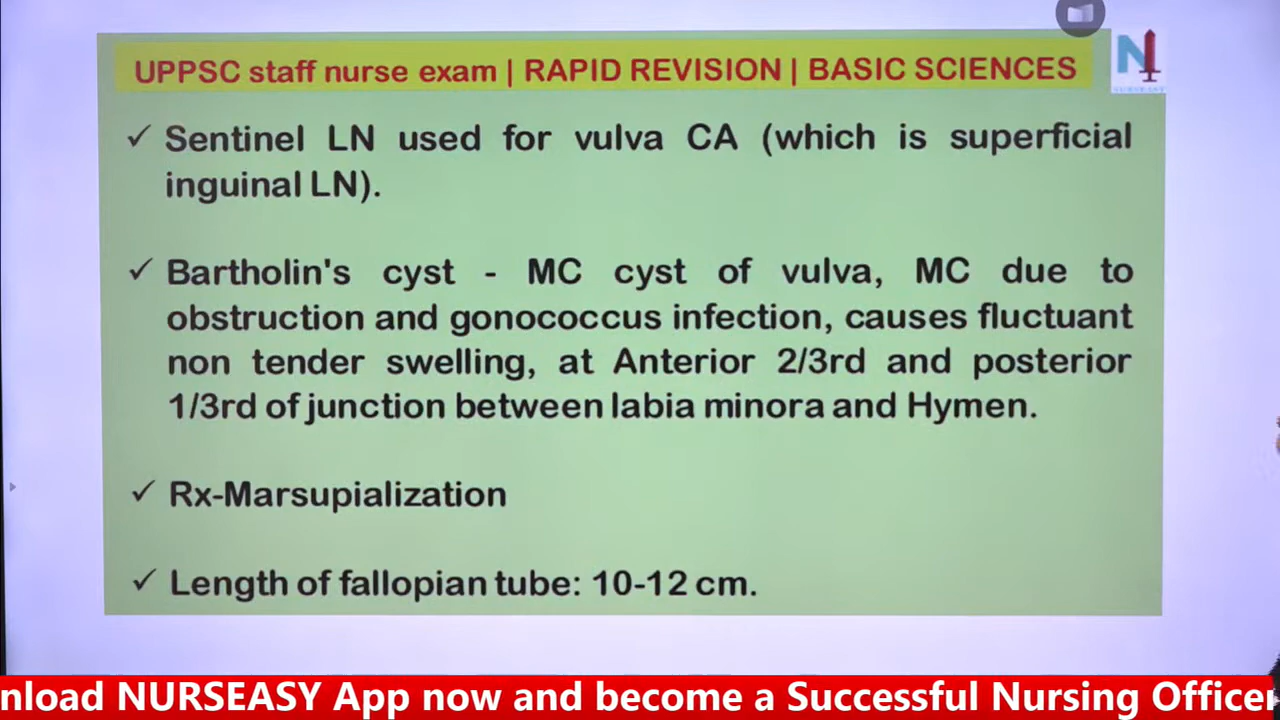 UPPSC staff nurse exam | RAPID REVISION | BASIC SCIENCES
N
NURSEASY
✓ Sentinel LN used for vulva CA (which is superficial
inguinal LN).
✓ Bartholin's cyst - MC cyst of vulva, MC due to
obstruction and gonococcus infection, causes fluctuant
non tender swelling, at Anterior 2/3rd and posterior
1/3rd of junction between labia minora and Hymen.
✓ Rx-Marsupialization
✓ Length of fallopian tube: 10-12 cm.
nload NURSEASY App now and become a Successful Nursing Officer